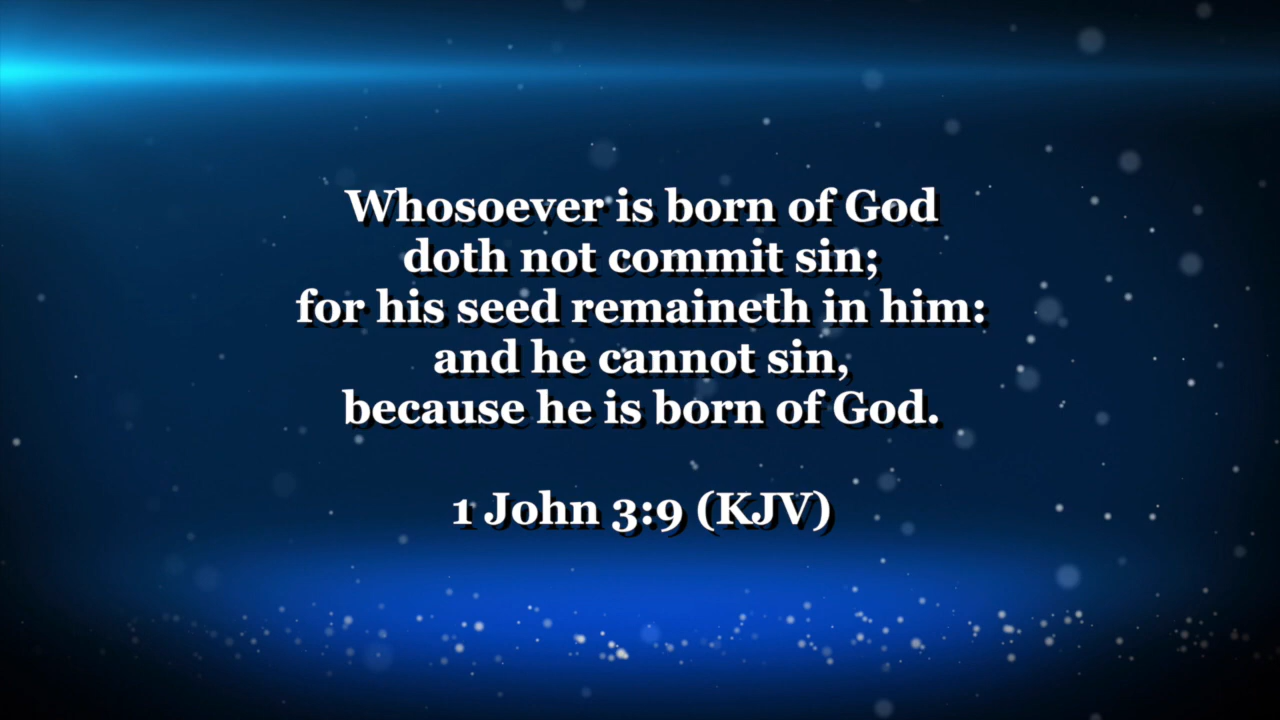 Whosoever is born of God
doth not commit sin;
for his seed remaineth in him:
and he cannot sin,
because he is born of God.
1 John 3:9 (KJV)